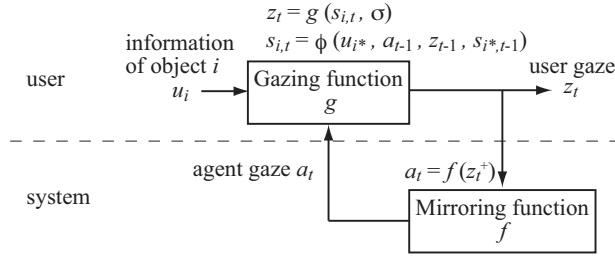 z_t = g (s_{i,t}, σ)
s_{i,t} = ϕ (u_{i*}, a_{t-1}, z_{t-1}, s_{i*,t-1})
information
of object i
u_i
user
Gazing function
g
user gaze
z_t
agent gaze a_t
a_t = f(z_t^+)
system
Mirroring function
f